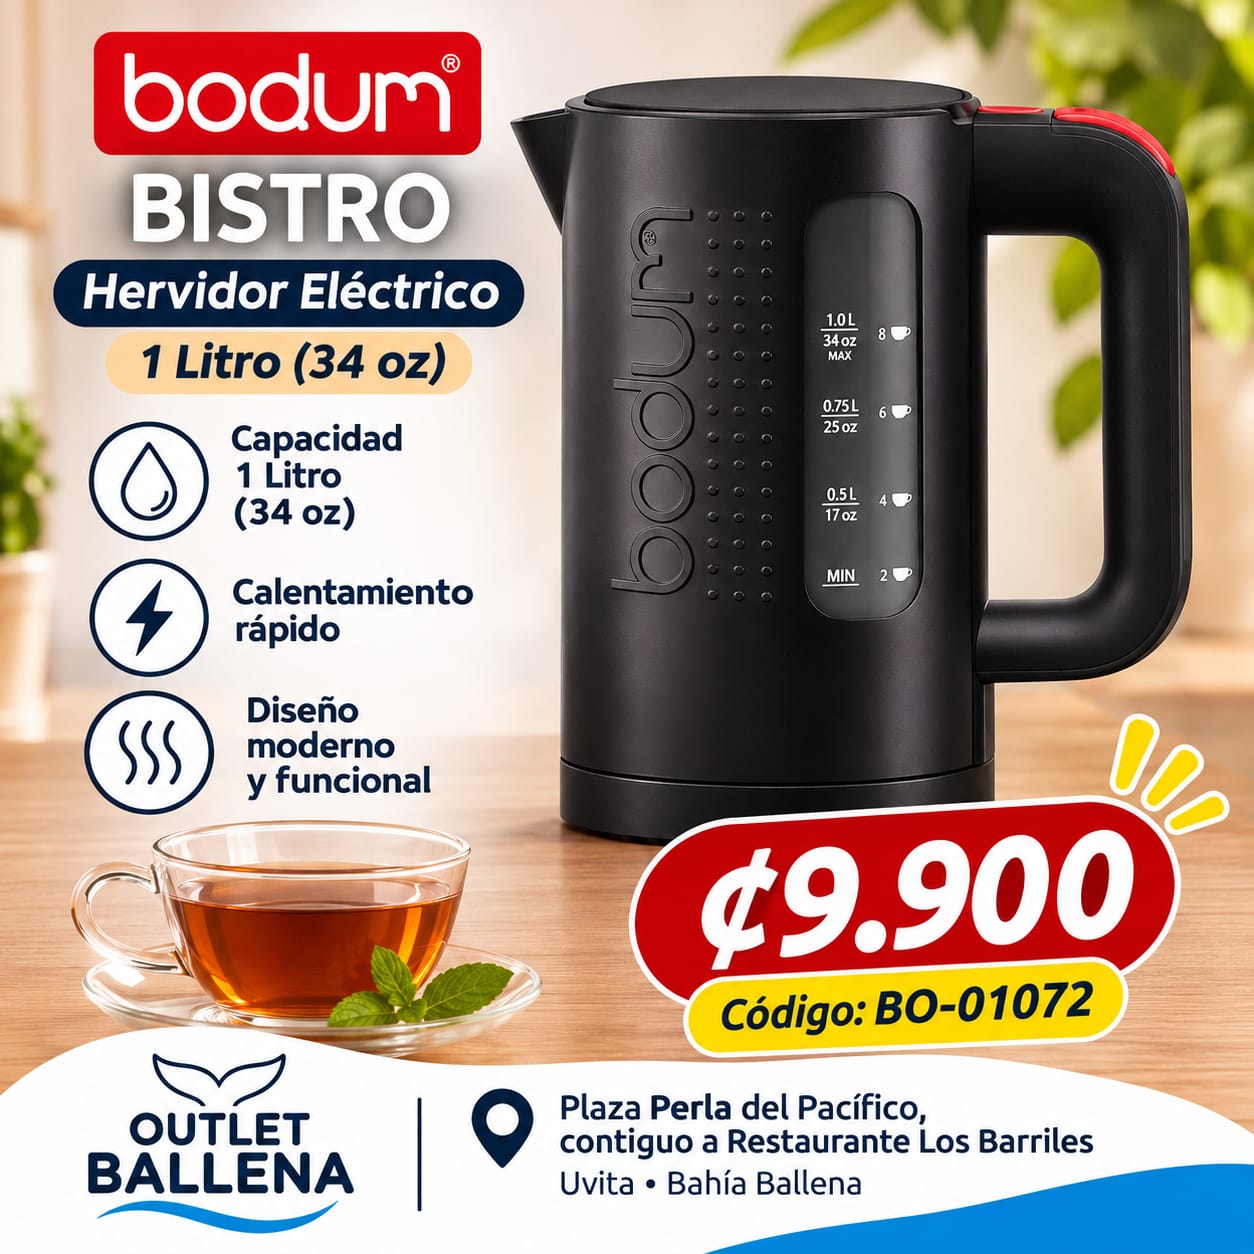 bodum®
BISTRO
Hervidor Eléctrico
1 Litro (34 oz)
Capacidad
1 Litro
(34 oz)
Calentamiento
rápido
Diseño
moderno
y funcional
bodum®
1.0 L
34 oz
MAX
8
0.75 L
25 oz
6
0.5 L
17 oz
4
MIN
2
₡9.900
Código: BO-01072
OUTLET
BALLENA
Plaza Perla del Pacífico,
contiguo a Restaurante Los Barriles
Uvita • Bahía Ballena